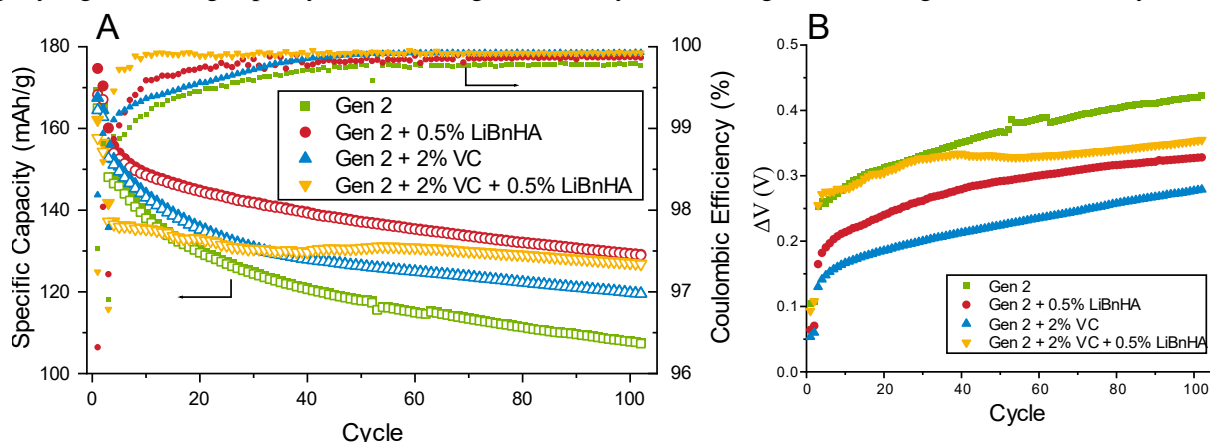 A
B
Specific Capacity (mAh/g)
180
160
140
120
100
Gen 2
Gen 2 + 0.5% LiBnHA
Gen 2 + 2% VC
Gen 2 + 2% VC + 0.5% LiBnHA
100
99
98
97
96
Coulombic Efficiency (%)
0 20 40 60 80 100
Cycle
ΔV (V)
0.5
0.4
0.3
0.2
0.1
0.0
Gen 2
Gen 2 + 0.5% LiBnHA
Gen 2 + 2% VC
Gen 2 + 2% VC + 0.5% LiBnHA
0 20 40 60 80 100
Cycle